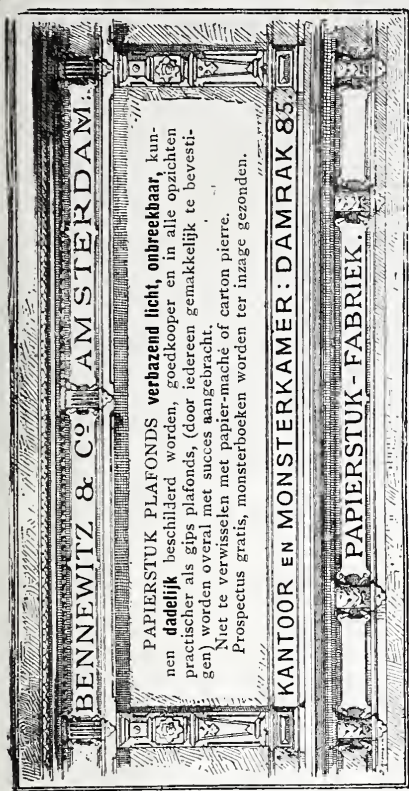 BENNEWITZ & Co AMSTERDAM.
PAPIERSTUK PLAFONDS verbazend licht, onbreekbaar, kun-
nen dadelijk beschilderd worden, goedkooper en in alle opzichten
practischer als gips plafonds, (door iedereen gemakkelijk te bevesti-
gen) worden overal met succes aangebracht.
Niet te verwisselen met papier-maché of carton pierre.
Prospectus gratis, monsterboeken worden ter inzage gezonden.
KANTOOR EN MONSTERKAMER: DAMRAK 85.
PAPIERSTUK-FABRIEK.